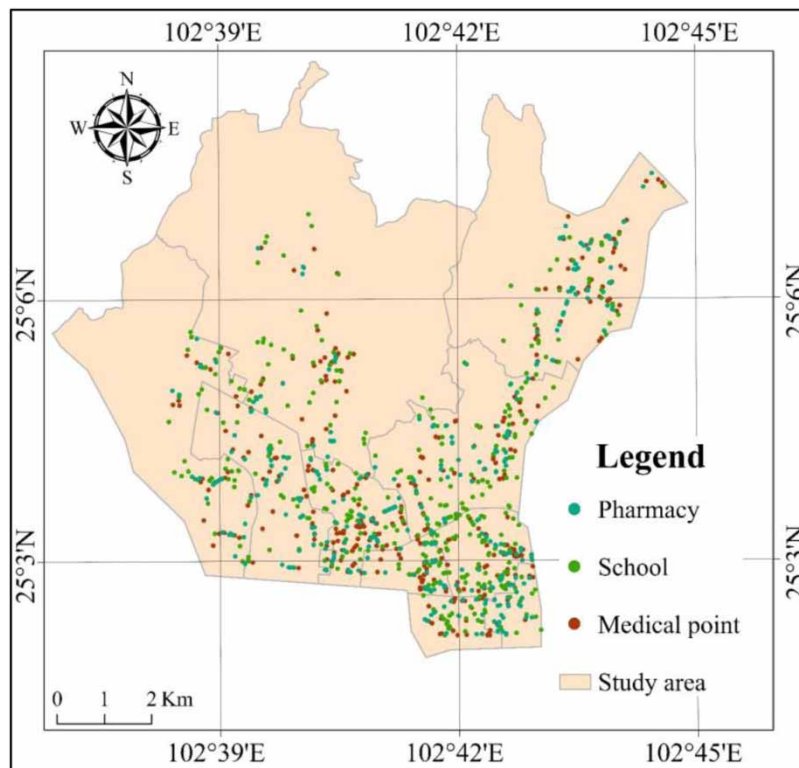 102°39'E 102°42'E 102°45'E
N
W E
S
25°6'N 25°6'N
Legend
Pharmacy
School
25°3'N 25°3'N
Medical point
Study area
0 1 2 Km
102°39'E 102°42'E 102°45'E